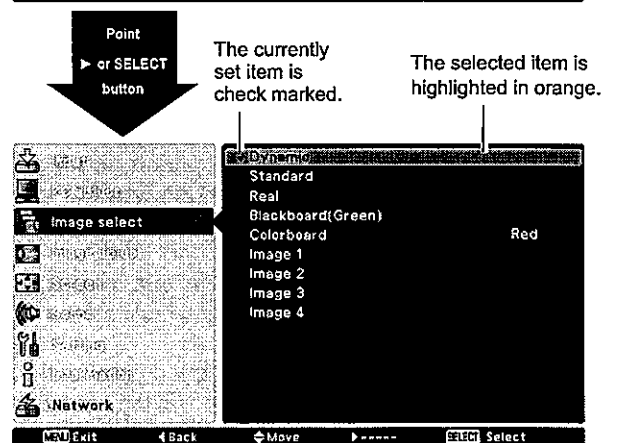 Point
► or SELECT
button
The currently
set item is
check marked.
The selected item is
highlighted in orange.
Dynamic
Standard
Real
Image select
Blackboard(Green)
Colorboard Red
Image 1
Image 2
Image 3
Image 4
Network
MENU Exit ◄Back Move ►----- SELECT Select